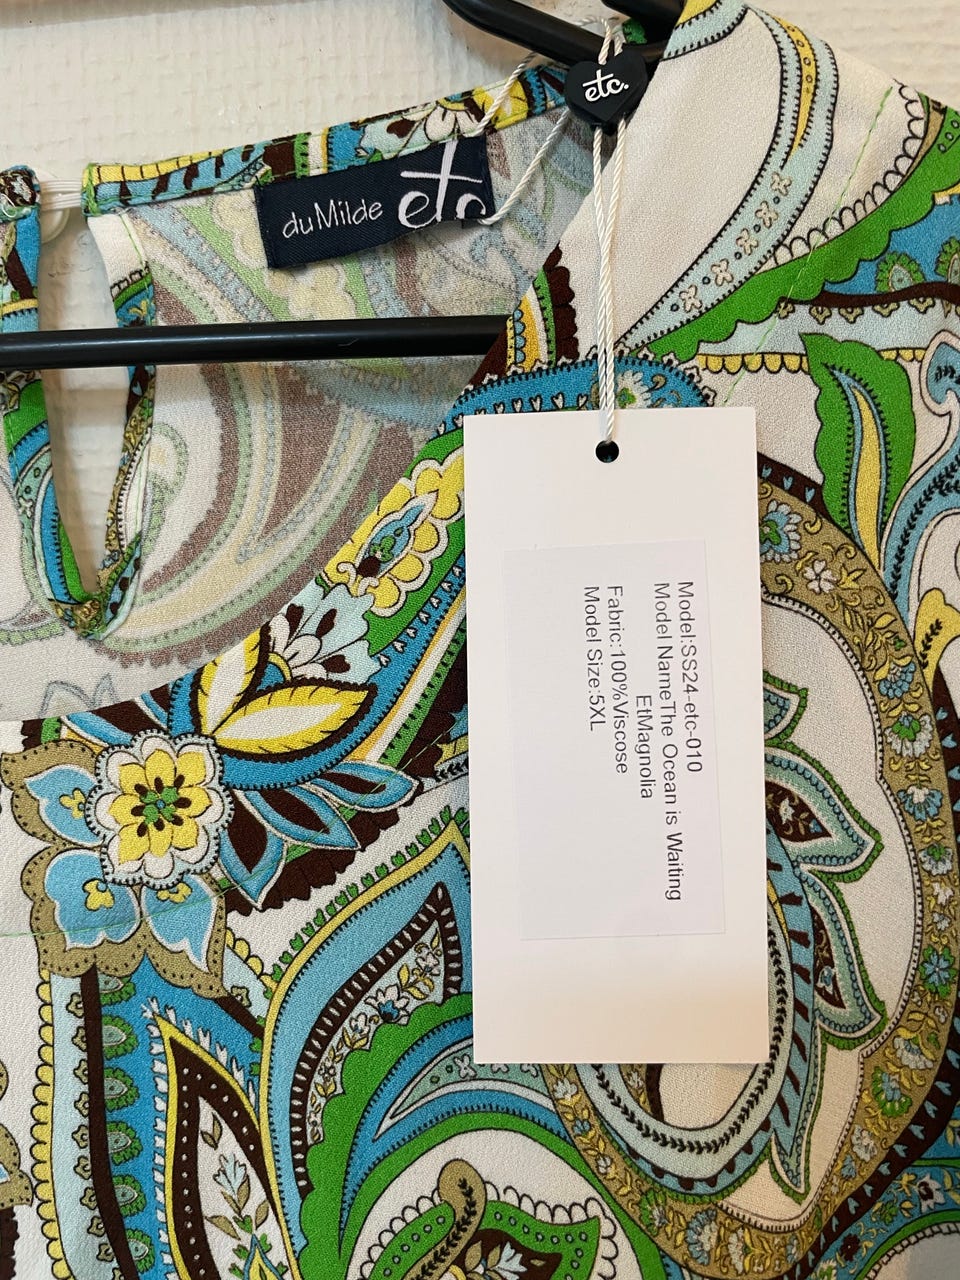 etc.
duMilde etc
Model:SS24-etc-010
Model NameThe Ocean is Waiting
EtMagnolia
Fabric:100%Viscose
Model Size:5XL